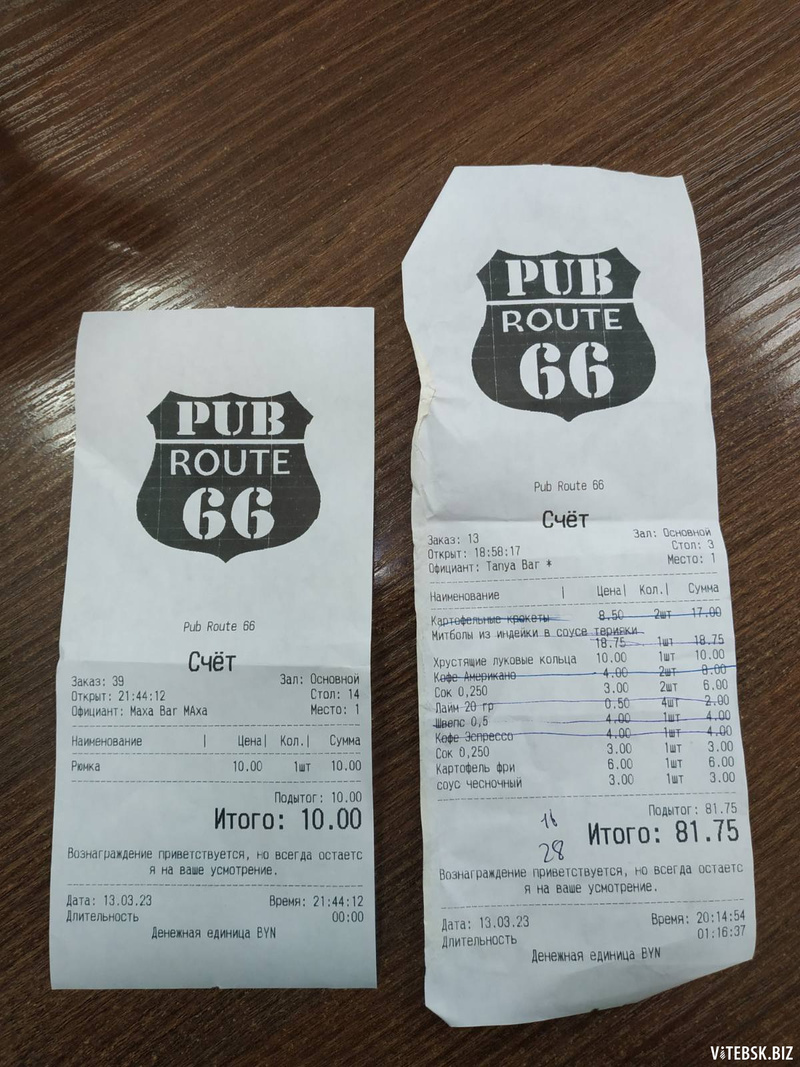 PUB
ROUTE
66
Pub Route 66
Счёт
Заказ: 39 Зал: Основной
Открыт: 21:44:12 Стол: 14
Официант: Maxa Bar MAxa Место: 1
Наименование | Цена| Кол.| Сумма
Рюмка 10.00 1шт 10.00
Подытог: 10.00
Итого: 10.00
Вознаграждение приветствуется, но всегда остаетс
я на ваше усмотрение.
Дата: 13.03.23 Время: 21:44:12
Длительность 00:00
Денежная единица BYN
PUB
ROUTE
66
Pub Route 66
Счёт
Заказ: 13 Зал: Основной
Открыт: 18:58:17 Стол: 3
Официант: Tanya Bar * Место: 1
Наименование | Цена| Кол.| Сумма
Картофельные крокеты 8.50 2шт 17.00
Митболы из индейки в соусе терияки
18.75 1шт 18.75
Хрустящие луковые кольца 10.00 1шт 10.00
Кофе Американо 4.00 2шт 8.00
Сок 0,250 3.00 2шт 6.00
Лайм 20 гр 0.50 4шт 2.00
Швепс 0,5 4.00 1шт 4.00
Кофе Эспрессо 4.00 1шт 4.00
Сок 0,250 3.00 1шт 3.00
Картофель фри 6.00 1шт 6.00
соус чесночный 3.00 1шт 3.00
Подытог: 81.75
Итого: 81.75
28
Вознаграждение приветствуется, но всегда остаетс
я на ваше усмотрение.
Дата: 13.03.23 Время: 20:14:54
Длительность 01:16:37
Денежная единица BYN
VITEBSK.BIZ